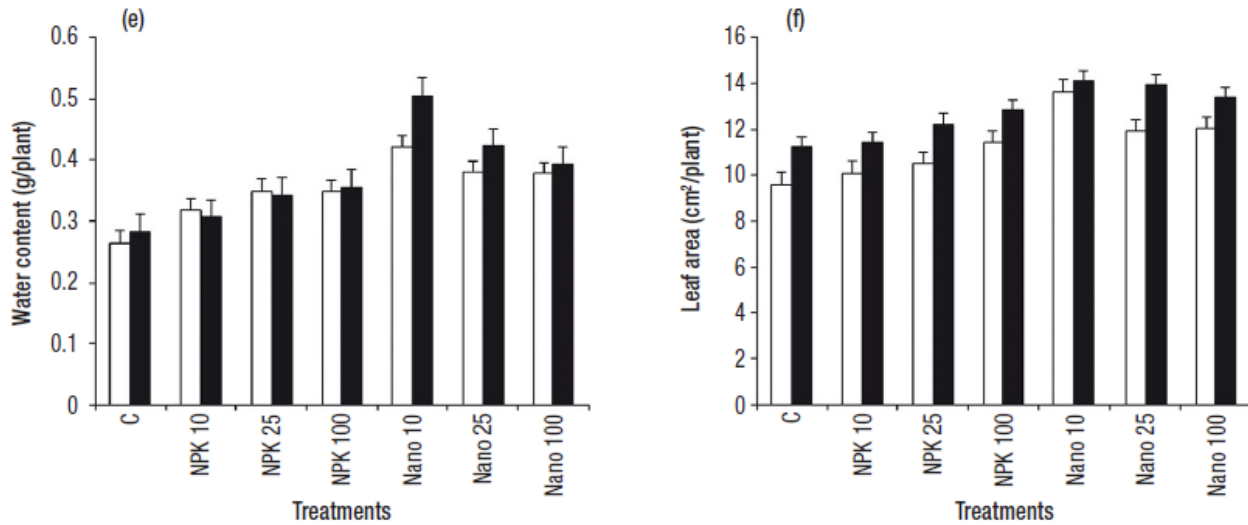 (e)
Water content (g/plant)
0.6
0.5
0.4
0.3
0.2
0.1
0
C
NPK 10
NPK 25
NPK 100
Nano 10
Nano 25
Nano 100
Treatments
(f)
Leaf area (cm²/plant)
16
14
12
10
8
6
4
2
0
C
NPK 10
NPK 25
NPK 100
Nano 10
Nano 25
Nano 100
Treatments